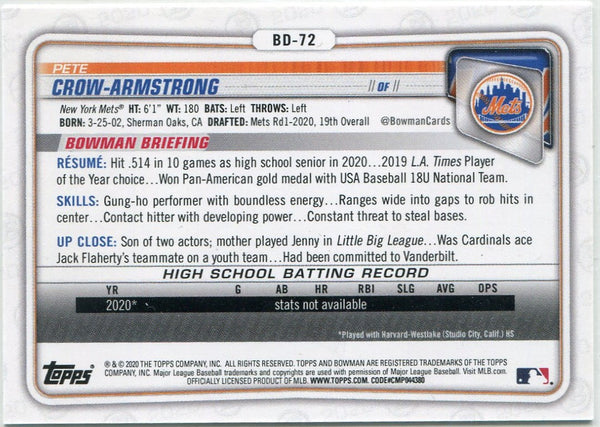 BD-72
PETE
CROW-ARMSTRONG
// OF //
Mets
New York Mets® HT: 6'1" WT: 180 BATS: Left THROWS: Left
BORN: 3-25-02, Sherman Oaks, CA DRAFTED: Mets Rd1-2020, 19th Overall @BowmanCards
BOWMAN BRIEFING
RÉSUMÉ: Hit .514 in 10 games as high school senior in 2020...2019 L.A. Times Player
of the Year choice...Won Pan-American gold medal with USA Baseball 18U National Team.
SKILLS: Gung-ho performer with boundless energy...Ranges wide into gaps to rob hits in
center...Contact hitter with developing power...Constant threat to steal bases.
UP CLOSE: Son of two actors; mother played Jenny in Little Big League...Was Cardinals ace
Jack Flaherty's teammate on a youth team...Had been committed to Vanderbilt.
HIGH SCHOOL BATTING RECORD
YR G AB HR RBI SLG AVG OPS
2020* stats not available
*Played with Harvard-Westlake (Studio City, Calif.) HS
Topps
® & © 2020 THE TOPPS COMPANY, INC. ALL RIGHTS RESERVED. TOPPS AND BOWMAN ARE REGISTERED TRADEMARKS OF THE TOPPS
COMPANY, INC. Major League Baseball trademarks and copyrights are used with permission of Major League Baseball. Visit MLB.com.
OFFICIALLY LICENSED PRODUCT OF MLB. WWW.TOPPS.COM. CODE#CMP044380